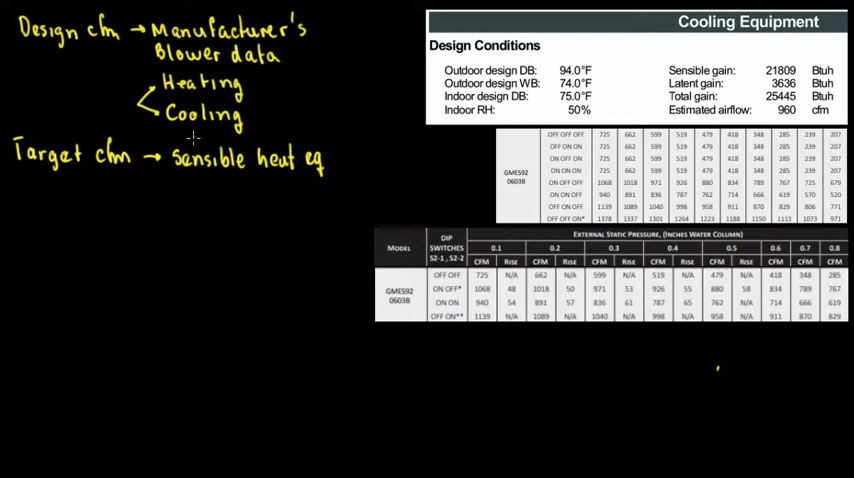 Design cfm → Manufacturer's
Blower data
Heating
Cooling
Target cfm → sensible heat eq
Cooling Equipment
Design Conditions
Outdoor design DB: 94.0°F Sensible gain: 21809 Btuh
Outdoor design WB: 74.0°F Latent gain: 3636 Btuh
Indoor design DB: 75.0°F Total gain: 25445 Btuh
Indoor RH: 50% Estimated airflow: 960 cfm
GMES92
0603B
OFF OFF OFF 725 662 599 519 479 418 348 285 239 207
OFF ON ON 725 662 599 519 479 418 348 285 239 207
OFF ON ON 725 662 599 519 479 418 348 285 239 207
ON ON ON 725 662 599 519 479 418 348 285 239 207
ON OFF OFF 1068 1018 971 926 880 834 789 767 725 679
OFF ON ON 940 891 836 787 762 714 666 619 570 520
OFF OFF ON 1139 1089 1040 998 958 911 870 829 806 771
OFF OFF ON* 1378 1337 1301 1264 1223 1188 1150 1113 1073 971
MODEL DIP SWITCHES S2-1 , S2-2 EXTERNAL STATIC PRESSURE, (INCHES WATER COLUMN)
0.1 0.2 0.3 0.4 0.5 0.6 0.7 0.8
CFM RISE CFM RISE CFM RISE CFM RISE CFM RISE CFM CFM CFM
GMES92
0603B
OFF OFF 725 N/A 662 N/A 599 N/A 519 N/A 479 N/A 418 348 285
ON OFF* 1068 48 1018 50 971 53 926 55 880 58 834 789 767
ON ON 940 54 891 57 836 61 787 65 762 N/A 714 666 619
OFF ON** 1139 N/A 1089 N/A 1040 N/A 998 N/A 958 N/A 911 870 829